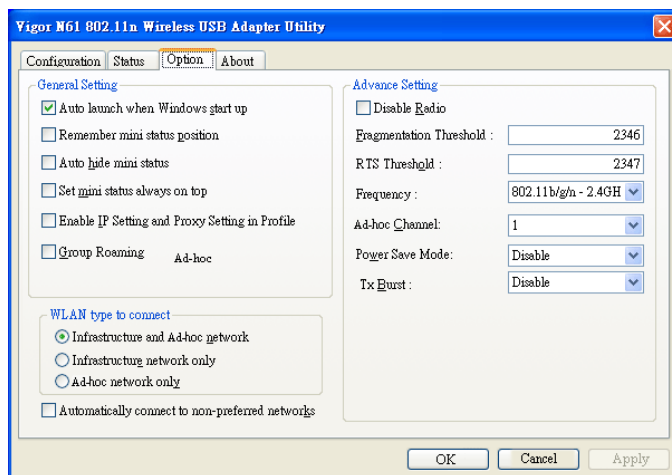 Vigor N61 802.11n Wireless USB Adapter Utility
Configuration Status Option About
General Setting
Auto launch when Windows start up
Remember mini status position
Auto hide mini status
Set mini status always on top
Enable IP Setting and Proxy Setting in Profile
Group Roaming Ad-hoc
WLAN type to connect
Infrastructure and Ad-hoc network
Infrastructure network only
Ad-hoc network only
Automatically connect to non-preferred networks
Advance Setting
Disable Radio
Fragmentation Threshold : 2346
RTS Threshold : 2347
Frequency : 802.11b/g/n - 2.4GH
Ad-hoc Channel: 1
Power Save Mode: Disable
Tx Burst : Disable
OK Cancel Apply